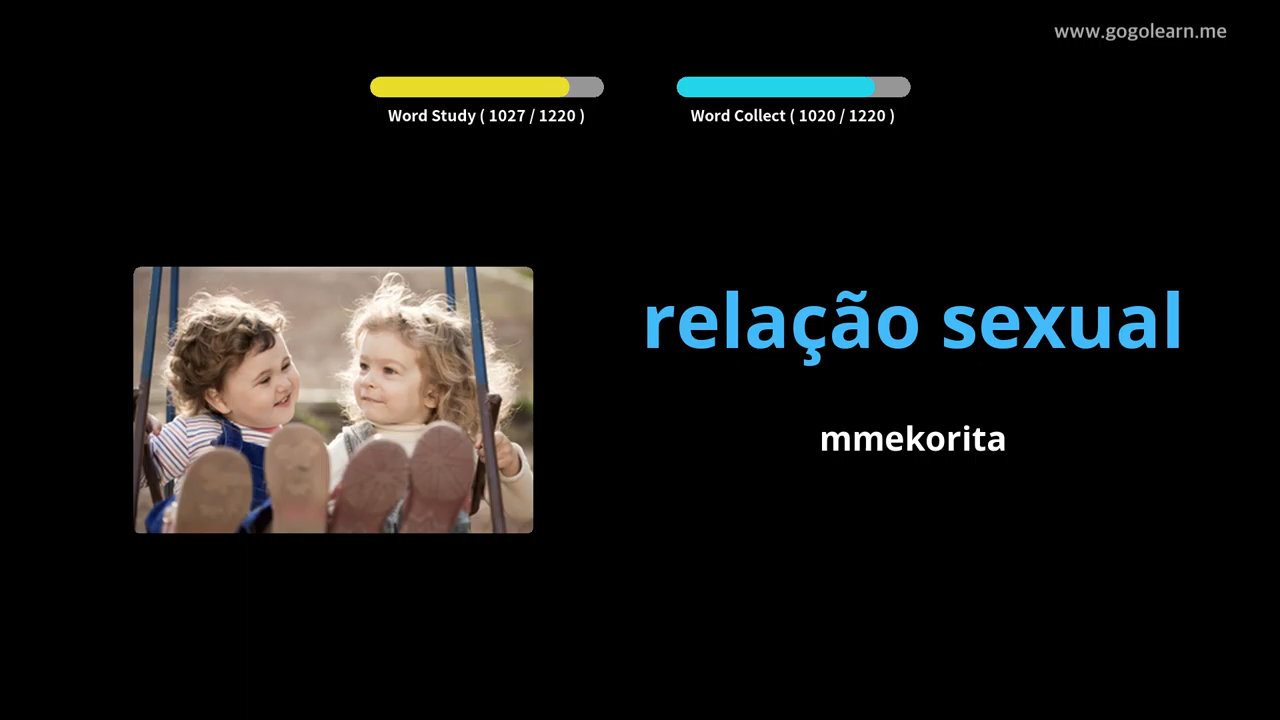 www.gogolearn.me
Word Study ( 1027 / 1220 )
Word Collect ( 1020 / 1220 )
relação sexual
mmekorita